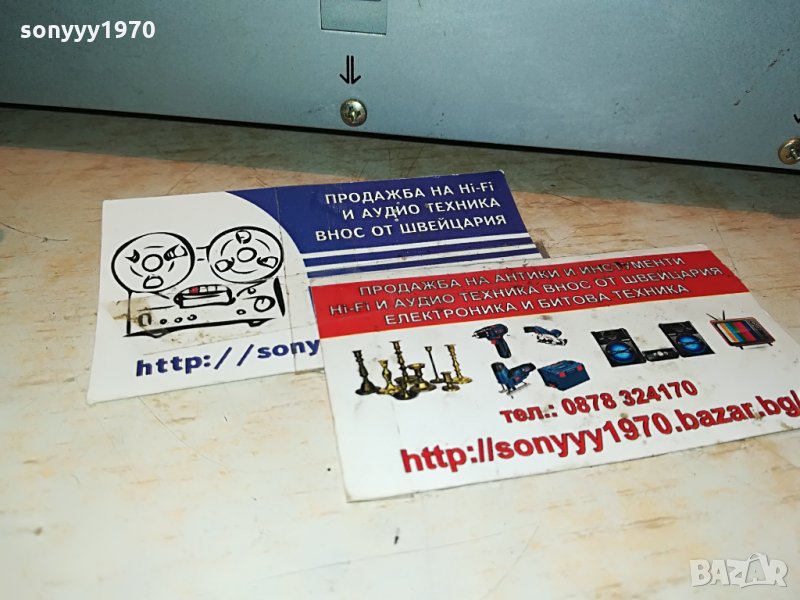 sonyyy1970
ПРОДАЖБА НА Hi-Fi
И АУДИО ТЕХНИКА
ВНОС ОТ ШВЕЙЦАРИЯ
http://sony
ПРОДАЖБА НА АНТИКИ И ИНСТУМЕНТИ
Hi-Fi И АУДИО ТЕХНИКА ВНОС ОТ ШВЕЙЦАРИЯ
ЕЛЕКТРОНИКА И БИТОВА ТЕХНИКА
тел.: 0878 324170
http://sonyyy1970.bazar.bg/
BAZAR